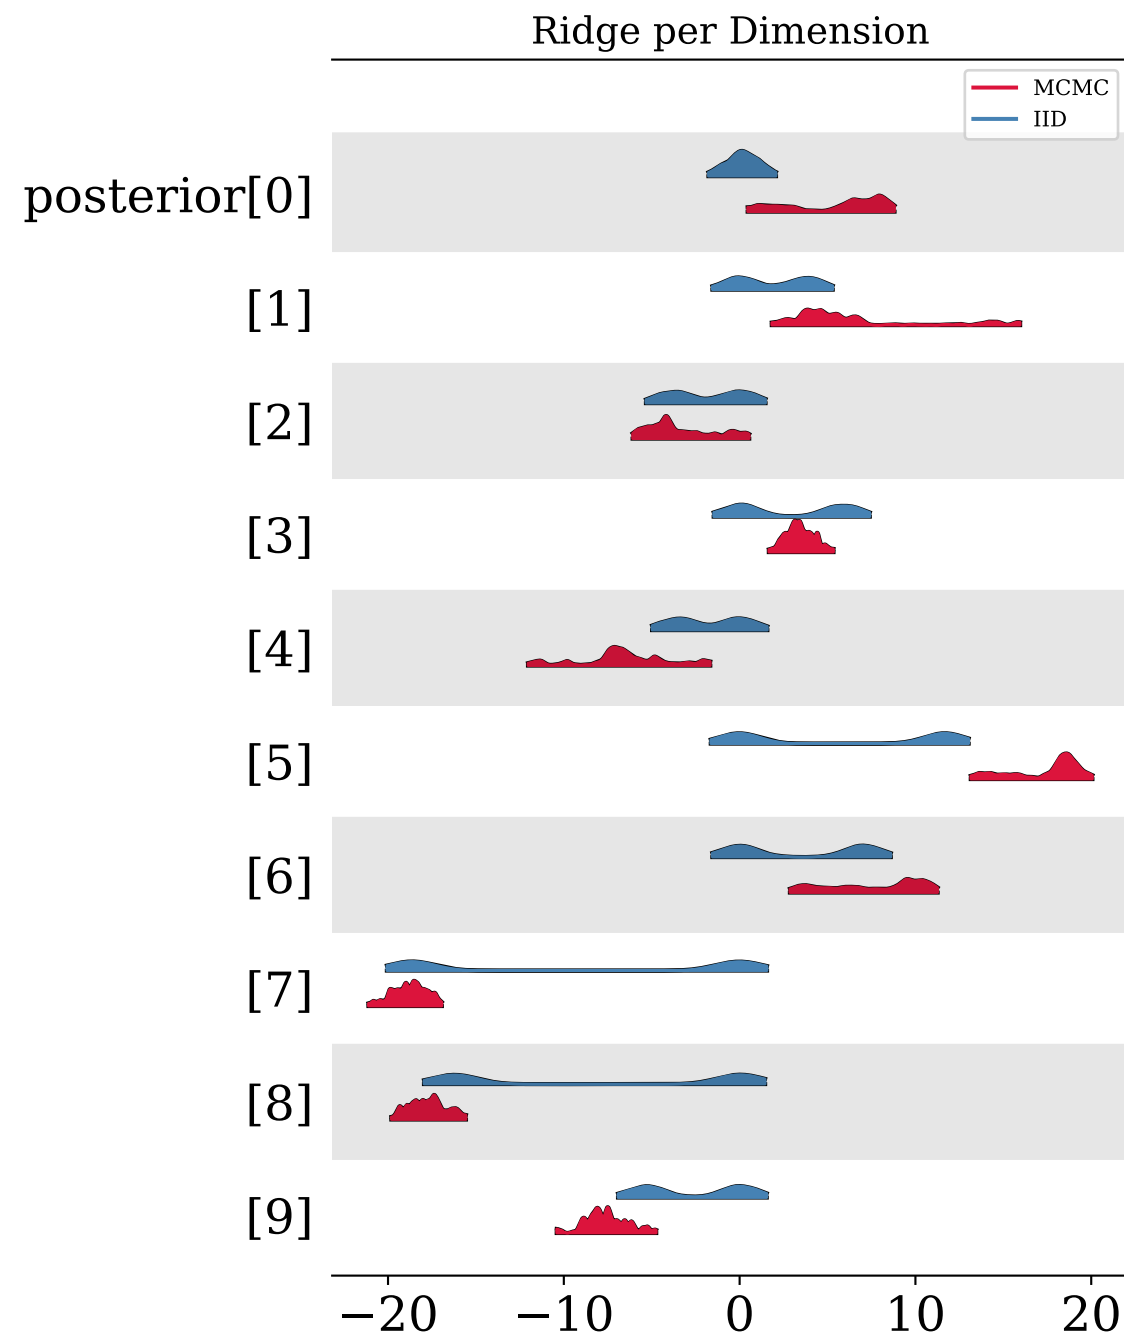 Ridge per Dimension
MCMC
IID
posterior[0]
[1]
[2]
[3]
[4]
[5]
[6]
[7]
[8]
[9]
−20 −10 0 10 20